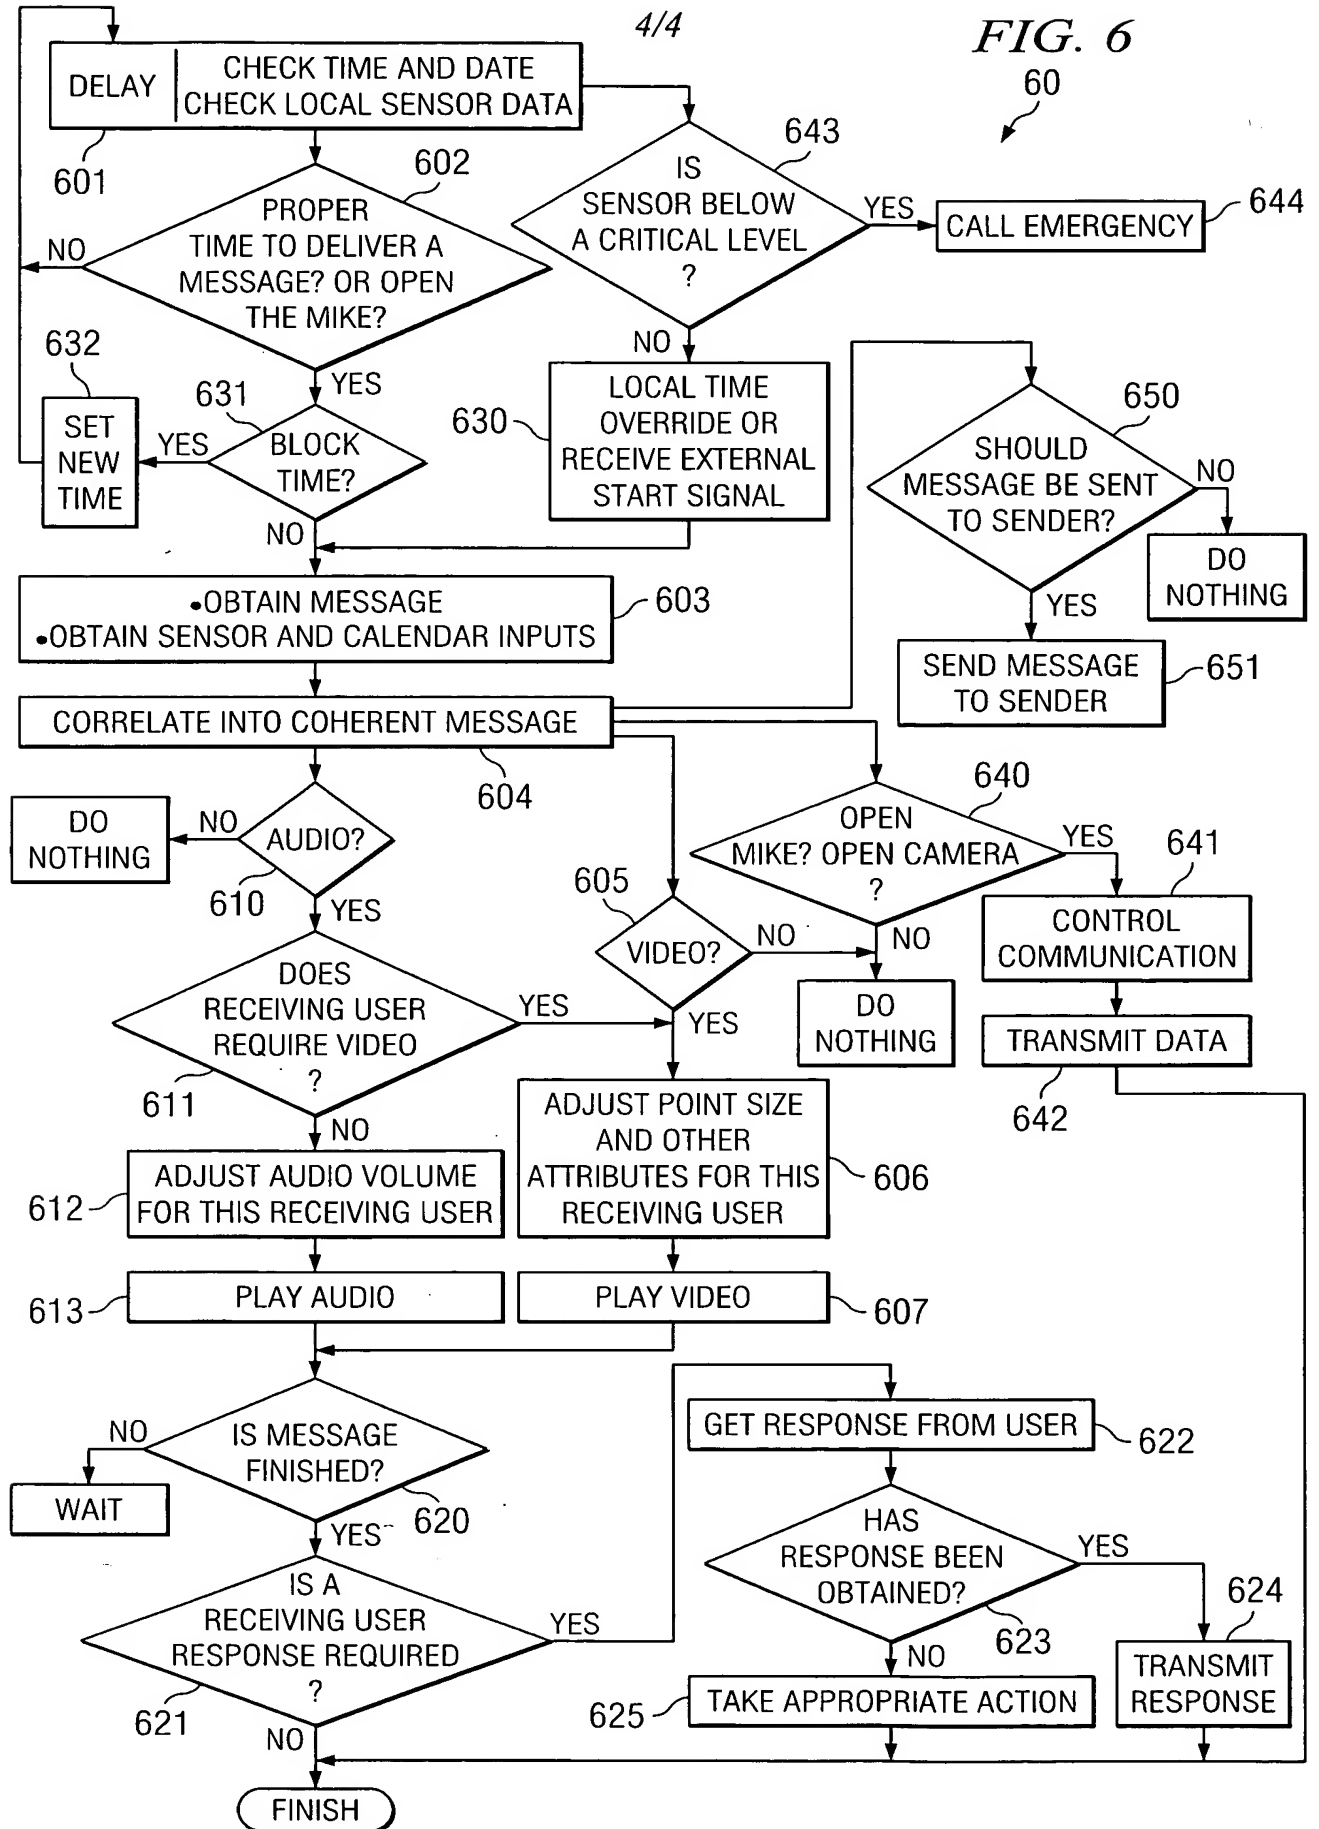 4/4
FIG. 6
60
DELAY
CHECK TIME AND DATE
CHECK LOCAL SENSOR DATA
601
602
PROPER
TIME TO DELIVER A
MESSAGE? OR OPEN
THE MIKE?
NO
YES
643
IS
SENSOR BELOW
A CRITICAL LEVEL
?
YES
CALL EMERGENCY
644
NO
632
SET
NEW
TIME
YES
631
BLOCK
TIME?
NO
630
LOCAL TIME
OVERRIDE OR
RECEIVE EXTERNAL
START SIGNAL
650
SHOULD
MESSAGE BE SENT
TO SENDER?
NO
DO
NOTHING
YES
SEND MESSAGE
TO SENDER
651
•OBTAIN MESSAGE
•OBTAIN SENSOR AND CALENDAR INPUTS
603
CORRELATE INTO COHERENT MESSAGE
604
DO
NOTHING
NO
AUDIO?
610
YES
640
OPEN
MIKE? OPEN CAMERA
?
YES
641
CONTROL
COMMUNICATION
NO
DO
NOTHING
TRANSMIT DATA
642
605
VIDEO?
NO
YES
DOES
RECEIVING USER
REQUIRE VIDEO
?
YES
611
NO
ADJUST POINT SIZE
AND OTHER
ATTRIBUTES FOR THIS
RECEIVING USER
606
612
ADJUST AUDIO VOLUME
FOR THIS RECEIVING USER
613
PLAY AUDIO
PLAY VIDEO
607
NO
IS MESSAGE
FINISHED?
WAIT
620
YES
IS A
RECEIVING USER
RESPONSE REQUIRED
?
YES
621
NO
GET RESPONSE FROM USER
622
HAS
RESPONSE BEEN
OBTAINED?
YES
623
624
TRANSMIT
RESPONSE
NO
625
TAKE APPROPRIATE ACTION
FINISH